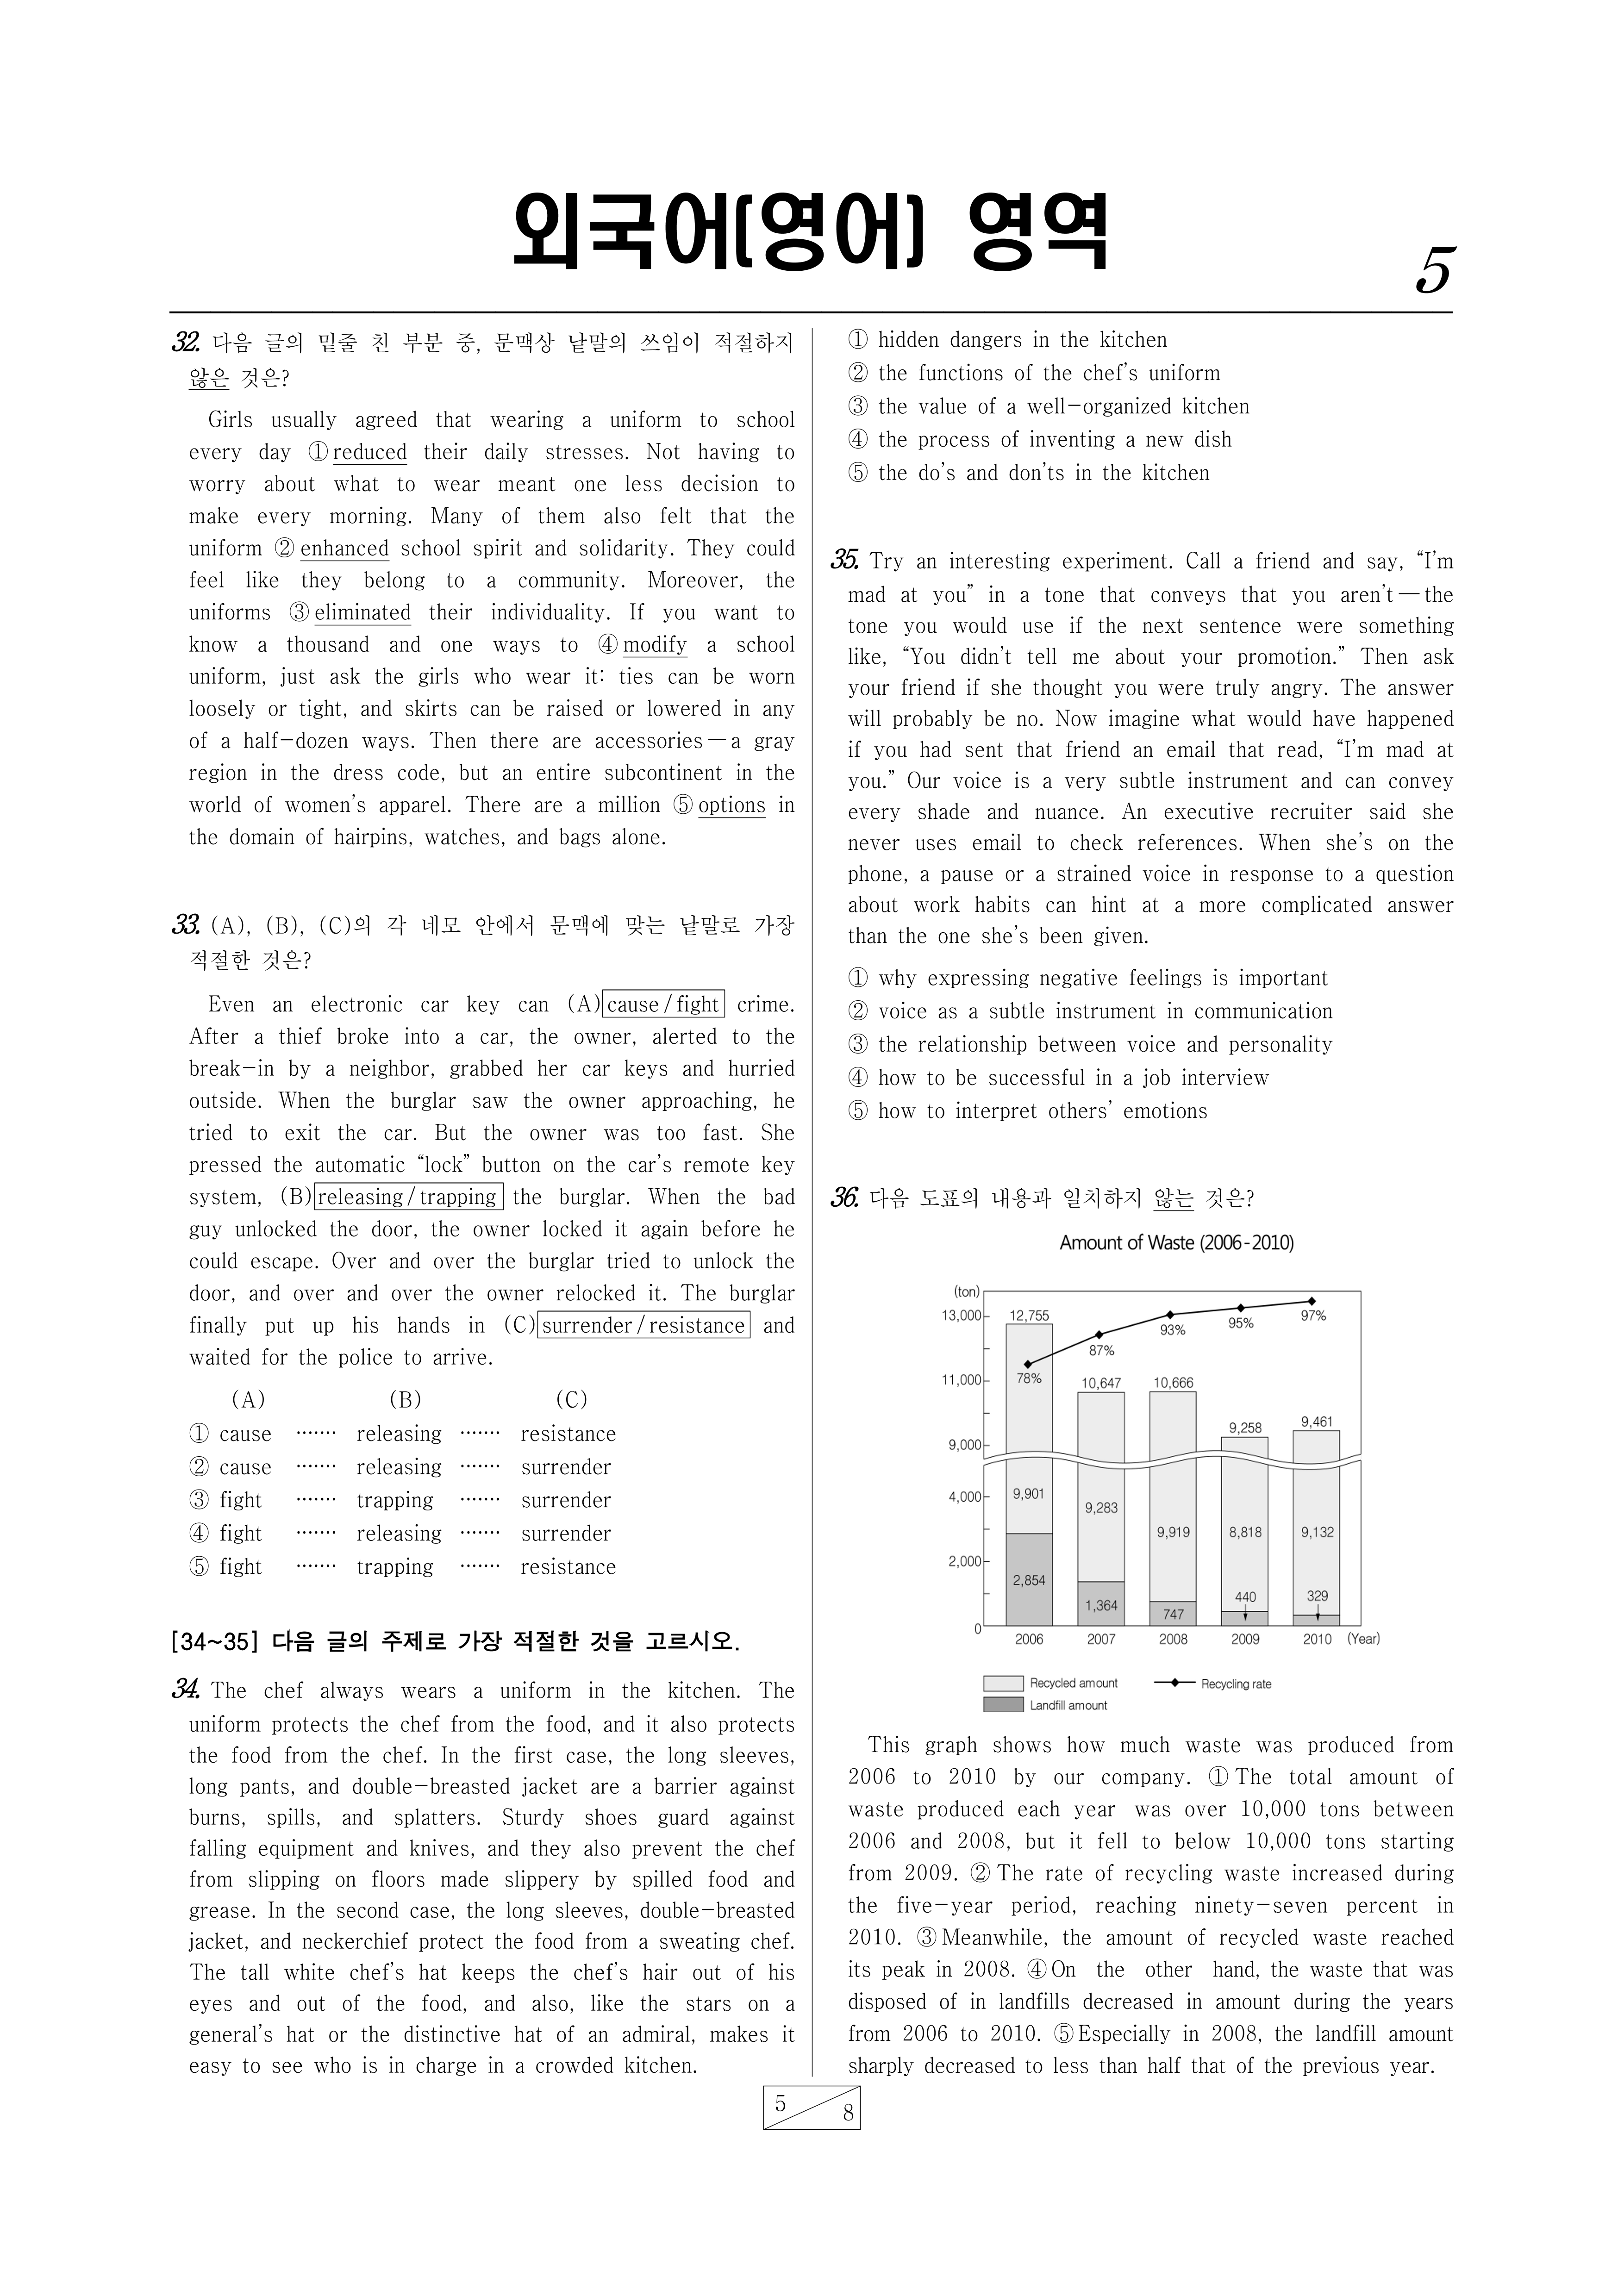 외국어(영어) 영역
5
32. 다음 글의 밑줄 친 부분 중, 문맥상 낱말의 쓰임이 적절하지
않은 것은?
Girls usually agreed that wearing a uniform to school
every day ① reduced their daily stresses. Not having to
worry about what to wear meant one less decision to
make every morning. Many of them also felt that the
uniform ② enhanced school spirit and solidarity. They could
feel like they belong to a community. Moreover, the
uniforms ③ eliminated their individuality. If you want to
know a thousand and one ways to ④ modify a school
uniform, just ask the girls who wear it: ties can be worn
loosely or tight, and skirts can be raised or lowered in any
of a half-dozen ways. Then there are accessories — a gray
region in the dress code, but an entire subcontinent in the
world of women's apparel. There are a million ⑤ options in
the domain of hairpins, watches, and bags alone.
33. (A), (B), (C)의 각 네모 안에서 문맥에 맞는 낱말로 가장
적절한 것은?
Even an electronic car key can (A) cause / fight crime.
After a thief broke into a car, the owner, alerted to the
break-in by a neighbor, grabbed her car keys and hurried
outside. When the burglar saw the owner approaching, he
tried to exit the car. But the owner was too fast. She
pressed the automatic “lock” button on the car's remote key
system, (B) releasing / trapping the burglar. When the bad
guy unlocked the door, the owner locked it again before he
could escape. Over and over the burglar tried to unlock the
door, and over and over the owner relocked it. The burglar
finally put up his hands in (C) surrender / resistance and
waited for the police to arrive.
(A) (B) (C)
① cause ······· releasing ······· resistance
② cause ······· releasing ······· surrender
③ fight ······· trapping ······· surrender
④ fight ······· releasing ······· surrender
⑤ fight ······· trapping ······· resistance
[34~35] 다음 글의 주제로 가장 적절한 것을 고르시오.
34. The chef always wears a uniform in the kitchen. The
uniform protects the chef from the food, and it also protects
the food from the chef. In the first case, the long sleeves,
long pants, and double-breasted jacket are a barrier against
burns, spills, and splatters. Sturdy shoes guard against
falling equipment and knives, and they also prevent the chef
from slipping on floors made slippery by spilled food and
grease. In the second case, the long sleeves, double-breasted
jacket, and neckerchief protect the food from a sweating chef.
The tall white chef's hat keeps the chef's hair out of his
eyes and out of the food, and also, like the stars on a
general's hat or the distinctive hat of an admiral, makes it
easy to see who is in charge in a crowded kitchen.
① hidden dangers in the kitchen
② the functions of the chef's uniform
③ the value of a well-organized kitchen
④ the process of inventing a new dish
⑤ the do's and don'ts in the kitchen
35. Try an interesting experiment. Call a friend and say, “I'm
mad at you” in a tone that conveys that you aren't — the
tone you would use if the next sentence were something
like, “You didn't tell me about your promotion.” Then ask
your friend if she thought you were truly angry. The answer
will probably be no. Now imagine what would have happened
if you had sent that friend an email that read, “I'm mad at
you.” Our voice is a very subtle instrument and can convey
every shade and nuance. An executive recruiter said she
never uses email to check references. When she's on the
phone, a pause or a strained voice in response to a question
about work habits can hint at a more complicated answer
than the one she's been given.
① why expressing negative feelings is important
② voice as a subtle instrument in communication
③ the relationship between voice and personality
④ how to be successful in a job interview
⑤ how to interpret others' emotions
36. 다음 도표의 내용과 일치하지 않는 것은?
Amount of Waste (2006-2010)
(ton)
13,000 12,755 93% 95% 97%
87%
11,000 78% 10,647 10,666
9,258 9,461
9,000
4,000 9,901 9,283
9,919 8,818 9,132
2,000
2,854 1,364 747 440 329
0
2006 2007 2008 2009 2010 (Year)
Recycled amount Recycling rate
Landfill amount
This graph shows how much waste was produced from
2006 to 2010 by our company. ① The total amount of
waste produced each year was over 10,000 tons between
2006 and 2008, but it fell to below 10,000 tons starting
from 2009. ② The rate of recycling waste increased during
the five-year period, reaching ninety-seven percent in
2010. ③ Meanwhile, the amount of recycled waste reached
its peak in 2008. ④ On the other hand, the waste that was
disposed of in landfills decreased in amount during the years
from 2006 to 2010. ⑤ Especially in 2008, the landfill amount
sharply decreased to less than half that of the previous year.
5
8